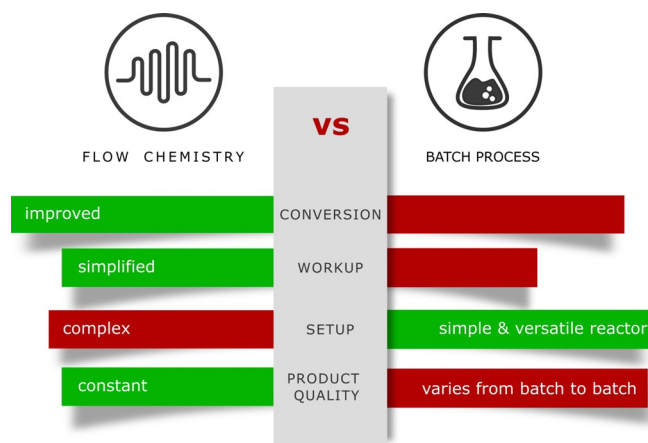 vs
FLOW CHEMISTRY
BATCH PROCESS
improved
CONVERSION
simplified
WORKUP
complex
SETUP
simple & versatile reactor
constant
PRODUCT
QUALITY
varies from batch to batch